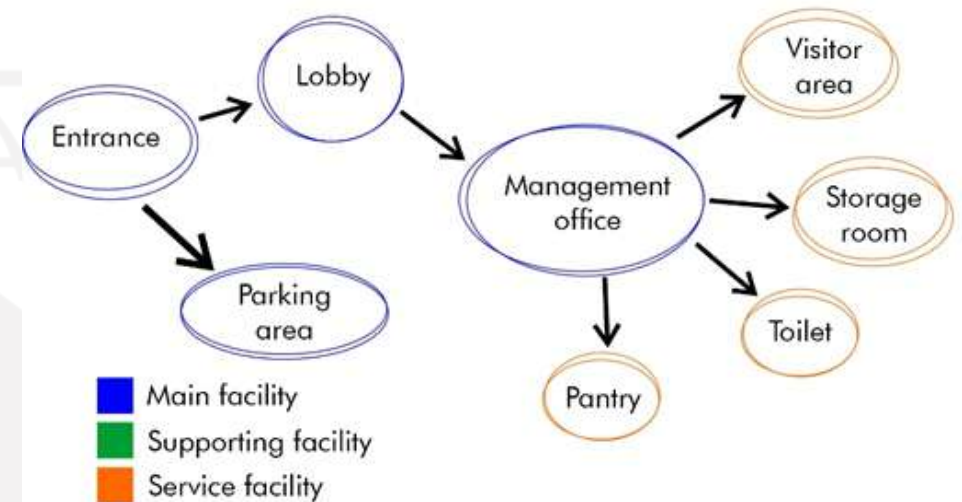 Entrance
Lobby
Parking
area
Management
office
Visitor
area
Storage
room
Toilet
Pantry
Main facility
Supporting facility
Service facility